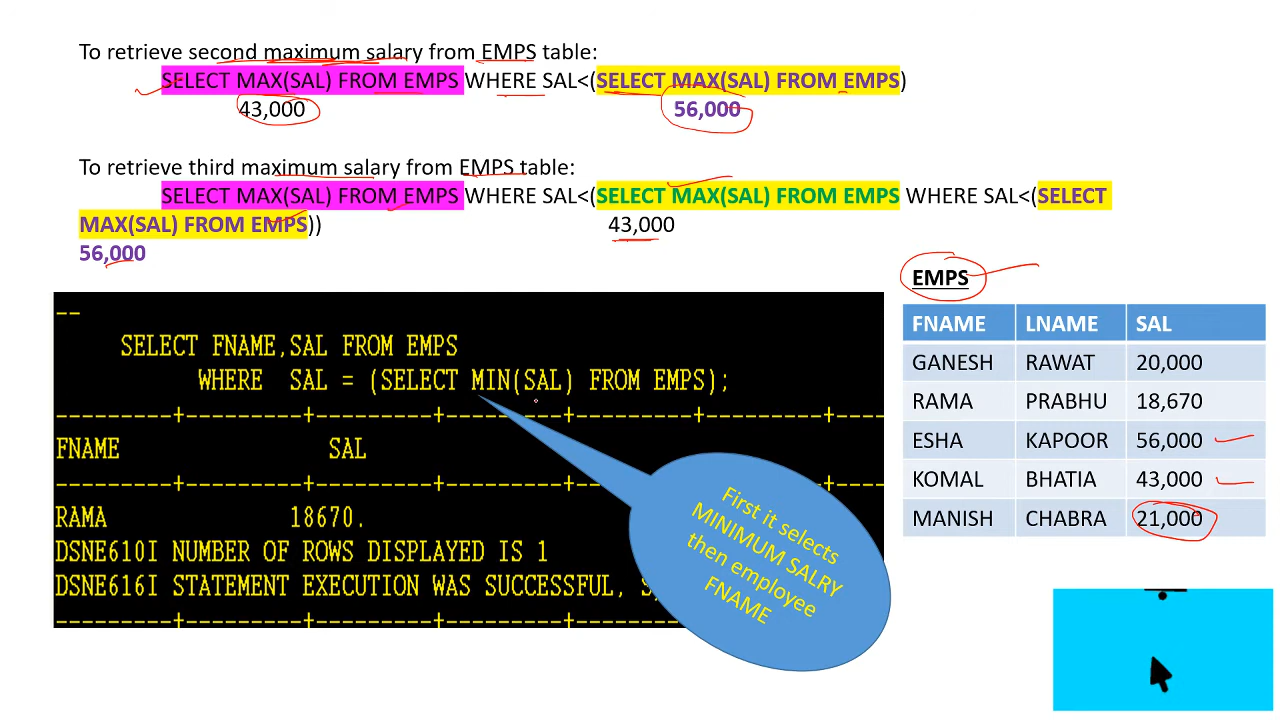 To retrieve second maximum salary from EMPS table:
SELECT MAX(SAL) FROM EMPS WHERE SAL<(SELECT MAX(SAL) FROM EMPS)
43,000 56,000
To retrieve third maximum salary from EMPS table:
SELECT MAX(SAL) FROM EMPS WHERE SAL<(SELECT MAX(SAL) FROM EMPS WHERE SAL<(SELECT
MAX(SAL) FROM EMPS))
43,000
56,000
--
SELECT FNAME,SAL FROM EMPS
WHERE SAL = (SELECT MIN(SAL) FROM EMPS);
---------+---------+---------+---------+---------+---------+----
FNAME SAL
---------+---------+---------+---------+---------+---------+----
RAMA 18670.
DSNE610I NUMBER OF ROWS DISPLAYED IS 1
DSNE616I STATEMENT EXECUTION WAS SUCCESSFUL,
---------+---------+---------+---------+---------+---------+----
First it selects
MINIMUM SALRY
then employee
FNAME
EMPS
FNAME LNAME SAL
GANESH RAWAT 20,000
RAMA PRABHU 18,670
ESHA KAPOOR 56,000
KOMAL BHATIA 43,000
MANISH CHABRA 21,000